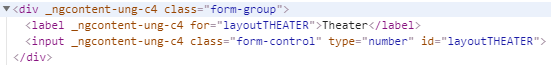 ▼<div _ngcontent-ung-c4 class="form-group">
<label _ngcontent-ung-c4 for="layoutTHEATER">Theater</label>
<input _ngcontent-ung-c4 class="form-control" type="number" id="layoutTHEATER">
</div>